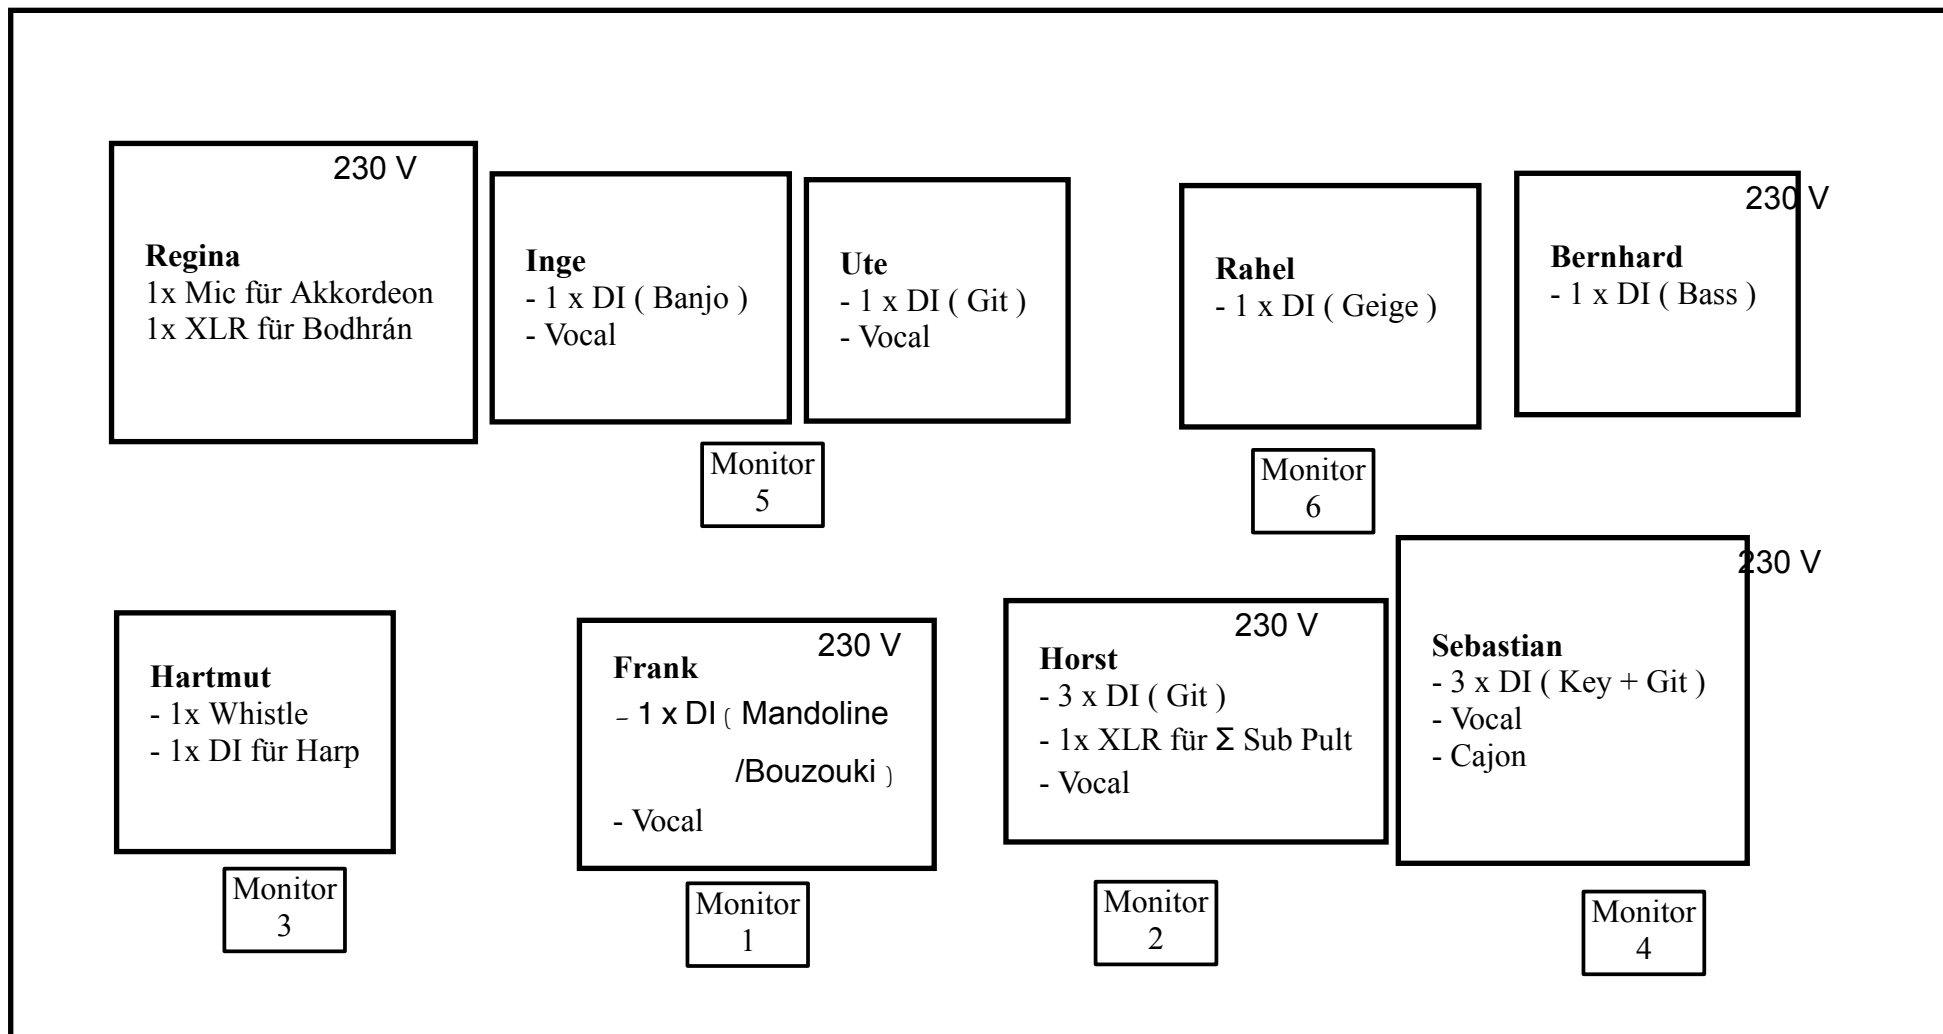 230 V
Regina
1x Mic für Akkordeon
1x XLR für Bodhrán
Inge
- 1 x DI ( Banjo )
- Vocal
Ute
- 1 x DI ( Git )
- Vocal
Rahel
- 1 x DI ( Geige )
230 V
Bernhard
- 1 x DI ( Bass )
Monitor
5
Monitor
6
Hartmut
- 1x Whistle
- 1x DI für Harp
230 V
Frank
- 1 x DI ( Mandoline
/Bouzouki )
- Vocal
230 V
Horst
- 3 x DI ( Git )
- 1x XLR für Σ Sub Pult
- Vocal
230 V
Sebastian
- 3 x DI ( Key + Git )
- Vocal
- Cajon
Monitor
3
Monitor
1
Monitor
2
Monitor
4